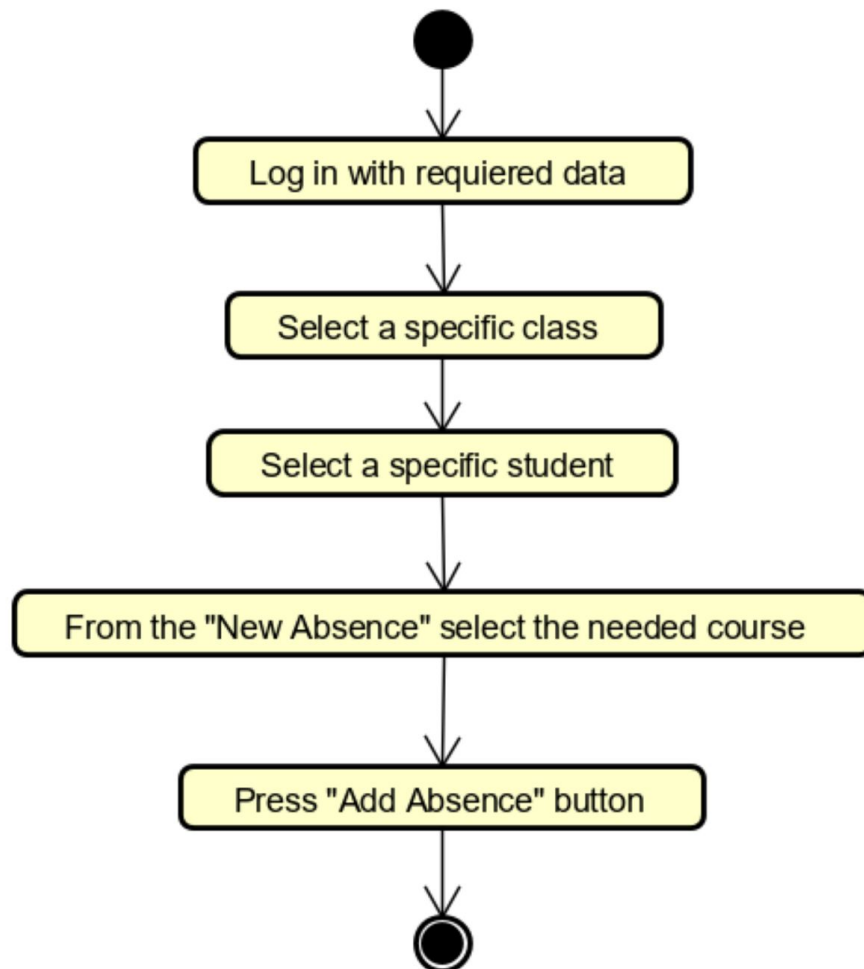 Log in with requiered data
Select a specific class
Select a specific student
From the "New Absence" select the needed course
Press "Add Absence" button